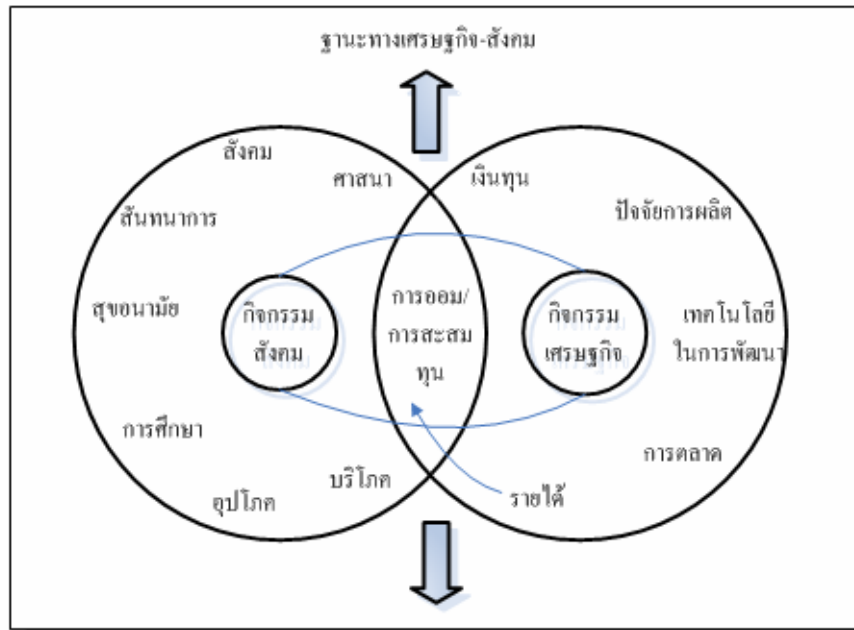 ฐานะทางเศรษฐกิจ-สังคม
สังคม
ศาสนา
เงินทุน
สันทนาการ
ปัจจัยการผลิต
สุขอนามัย
กิจกรรม
สังคม
การออม/
การสะสม
ทุน
กิจกรรม
เศรษฐกิจ
เทคโนโลยี
ในการพัฒนา
การศึกษา
การตลาด
บริโภค
อุปโภค
รายได้